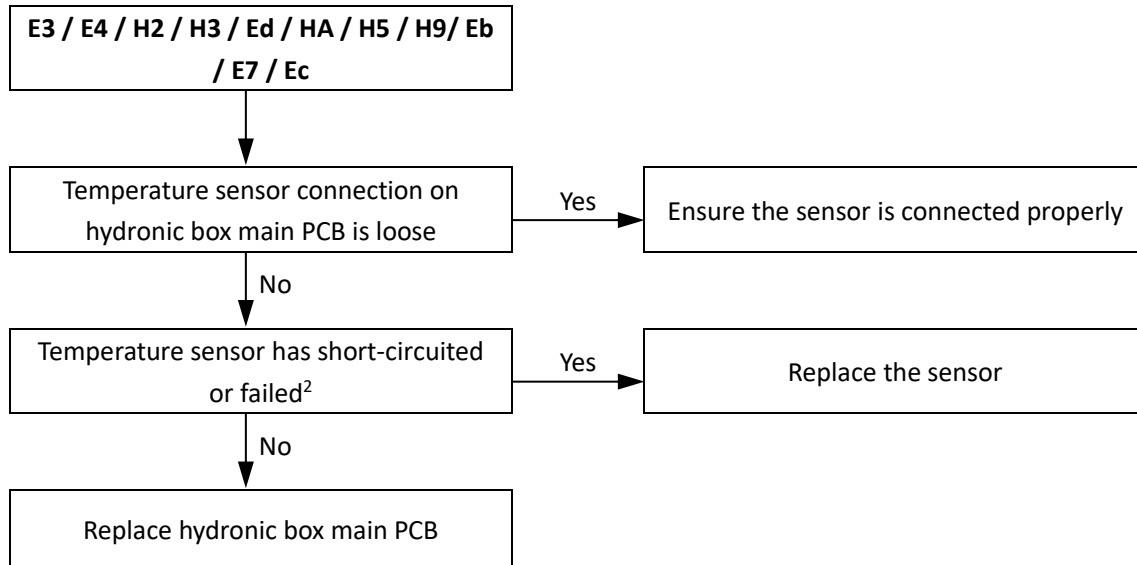 E3 / E4 / H2 / H3 / Ed / HA / H5 / H9/ Eb
/ E7 / Ec
Temperature sensor connection on
hydronic box main PCB is loose
Yes
Ensure the sensor is connected properly
No
Temperature sensor has short-circuited
or failed²
Yes
Replace the sensor
No
Replace hydronic box main PCB